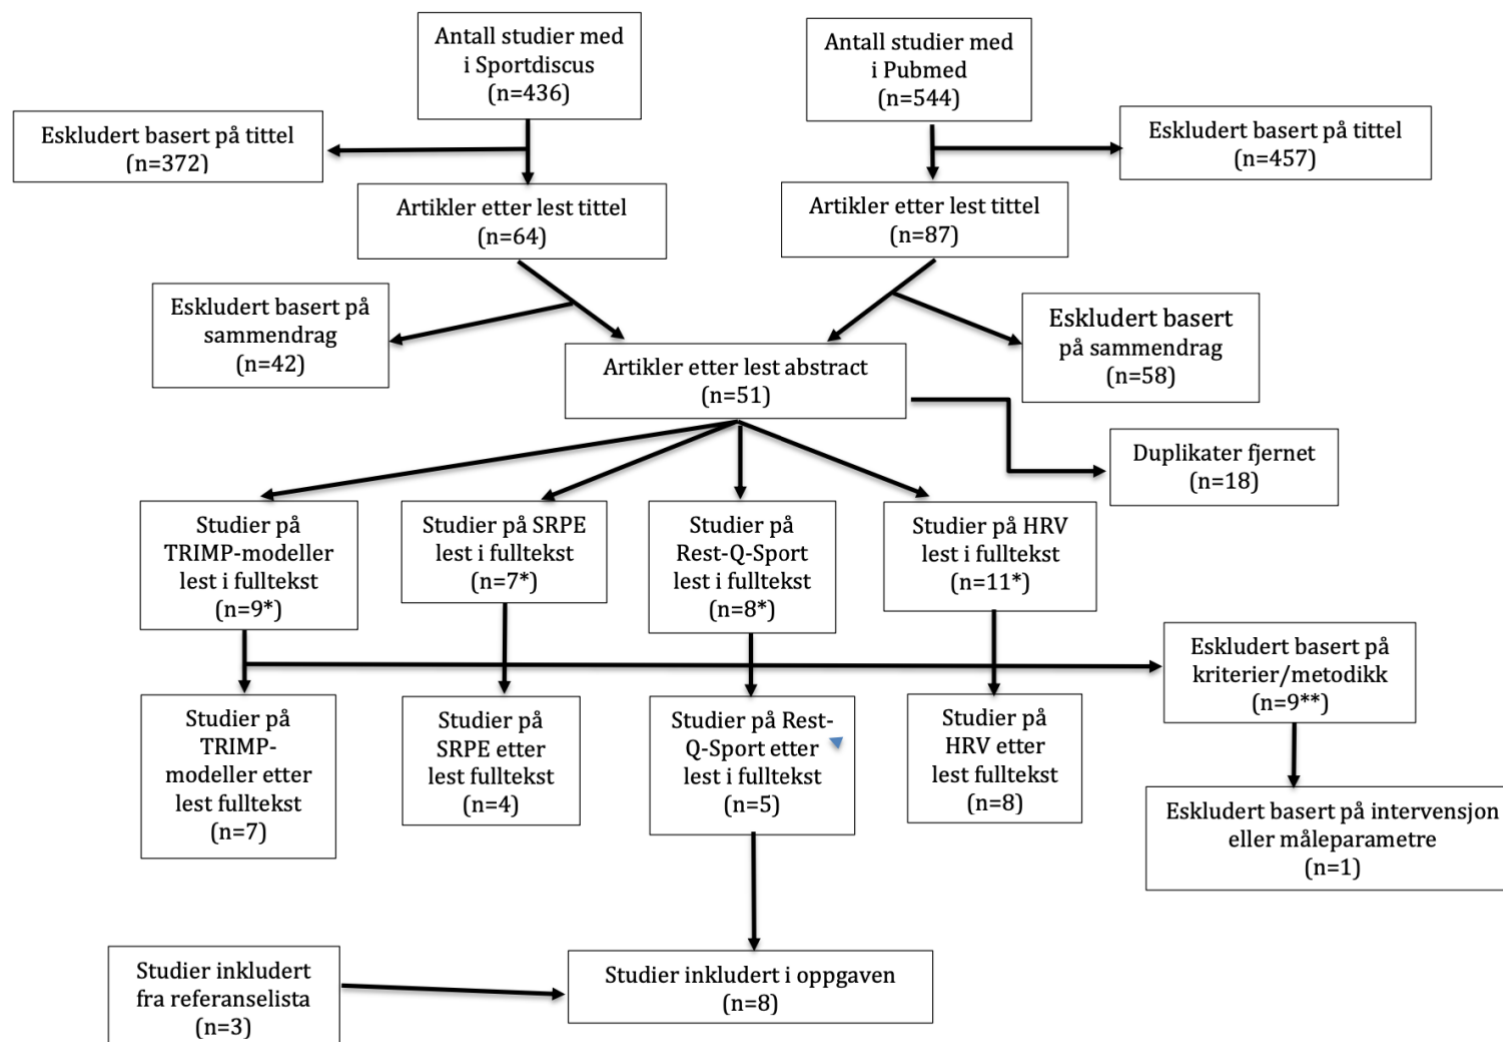 Antall studier med
i Sportdiscus
(n=436)
Antall studier med
i Pubmed
(n=544)
Eskludert basert på tittel
(n=372)
Eskludert basert på tittel
(n=457)
Artikler etter lest tittel
(n=64)
Artikler etter lest tittel
(n=87)
Eskludert basert på
sammendrag
(n=42)
Eskludert basert
på sammendrag
(n=58)
Artikler etter lest abstract
(n=51)
Duplikater fjernet
(n=18)
Studier på
TRIMP-modeller
lest i fulltekst
(n=9*)
Studier på SRPE
lest i fulltekst
(n=7*)
Studier på
Rest-Q-Sport
lest i fulltekst
(n=8*)
Studier på HRV
lest i fulltekst
(n=11*)
Eskludert basert på
kriterier/metodikk
(n=9**)
Studier på
TRIMP-
modeller etter
lest fulltekst
(n=7)
Studier på
SRPE etter
lest fulltekst
(n=4)
Studier på Rest-
Q-Sport etter
lest i fulltekst
(n=5)
Studier på
HRV etter
lest fulltekst
(n=8)
Eskludert basert på intervensjon
eller måleparametre
(n=1)
Studier inkludert
fra referanselista
(n=3)
Studier inkludert i oppgaven
(n=8)